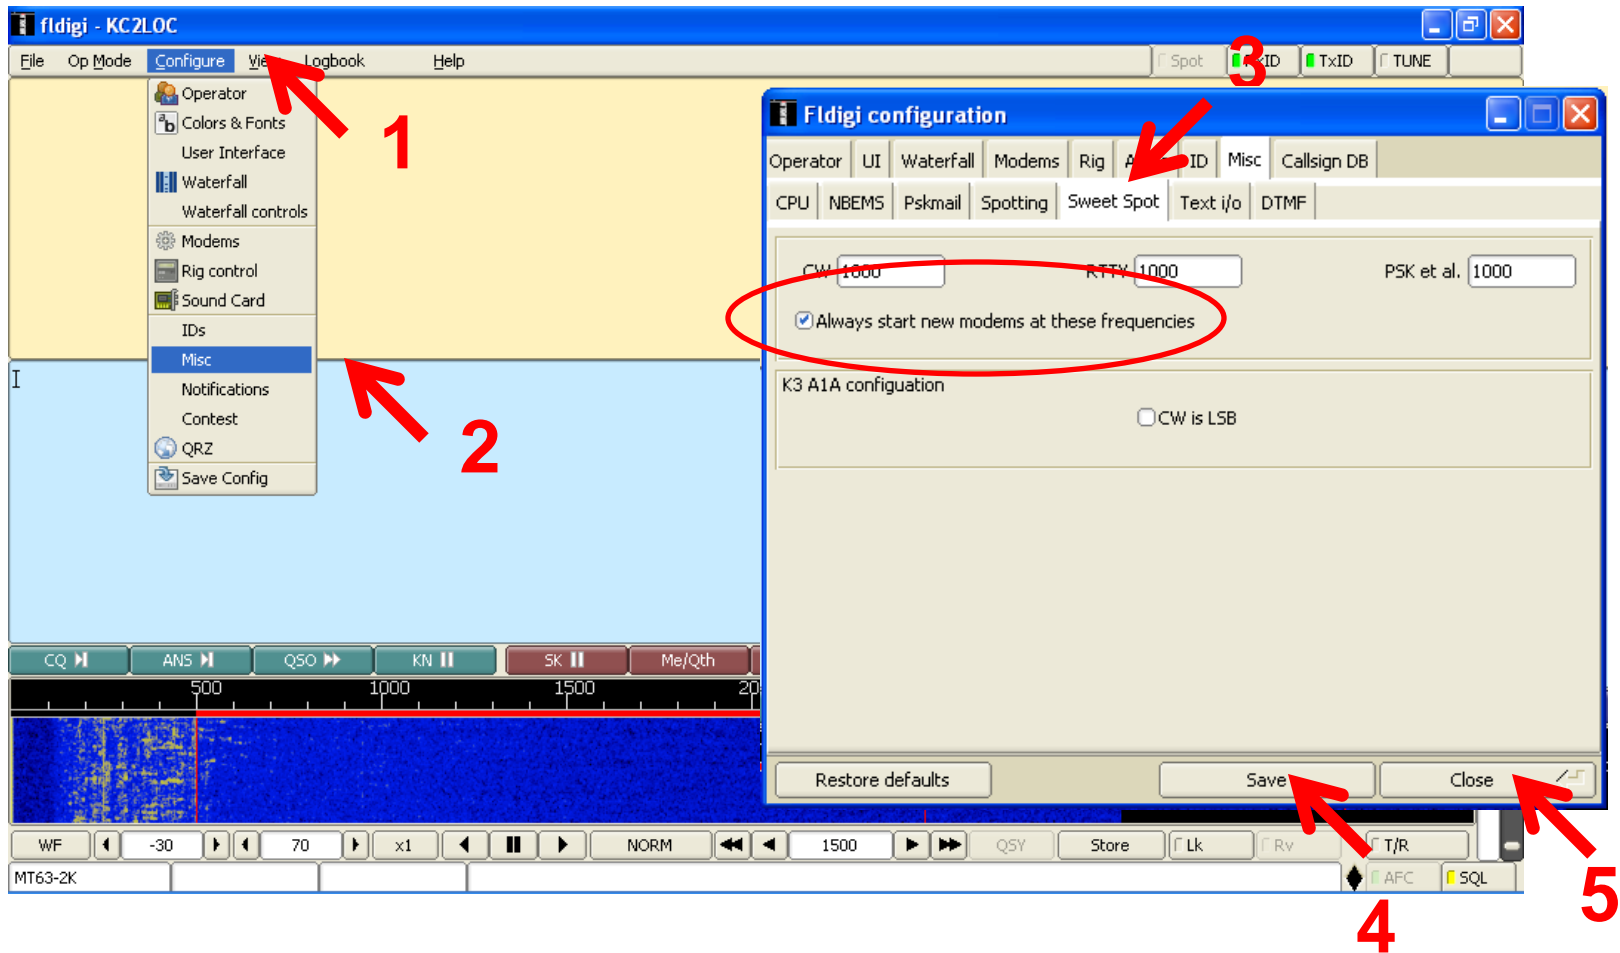 fldigi - KC2LOC
File Op Mode Configure Logbook Help
Spot TxID TUNE
3
Operator
Colors & Fonts
User Interface
Waterfall
Waterfall controls
Modems
Rig control
Sound Card
IDs
Misc
Notifications
Contest
QRZ
Save Config
1
2
Fldigi configuration
Operator UI Waterfall Modems Rig ID Misc Callsign DB
CPU NBEMS Pskmail Spotting Sweet Spot Text i/o DTMF
CW 1000 RTTY 1000 PSK et al. 1000
Always start new modems at these frequencies
K3 A1A configuation
CW is LSB
Restore defaults Save Close
CQ ANS QSO KN SK Me/Qth
500 1000 1500
WF -30 70 x1 NORM 1500 QSY Store Lk Rv T/R
MT63-2K AFC SQL
4
5